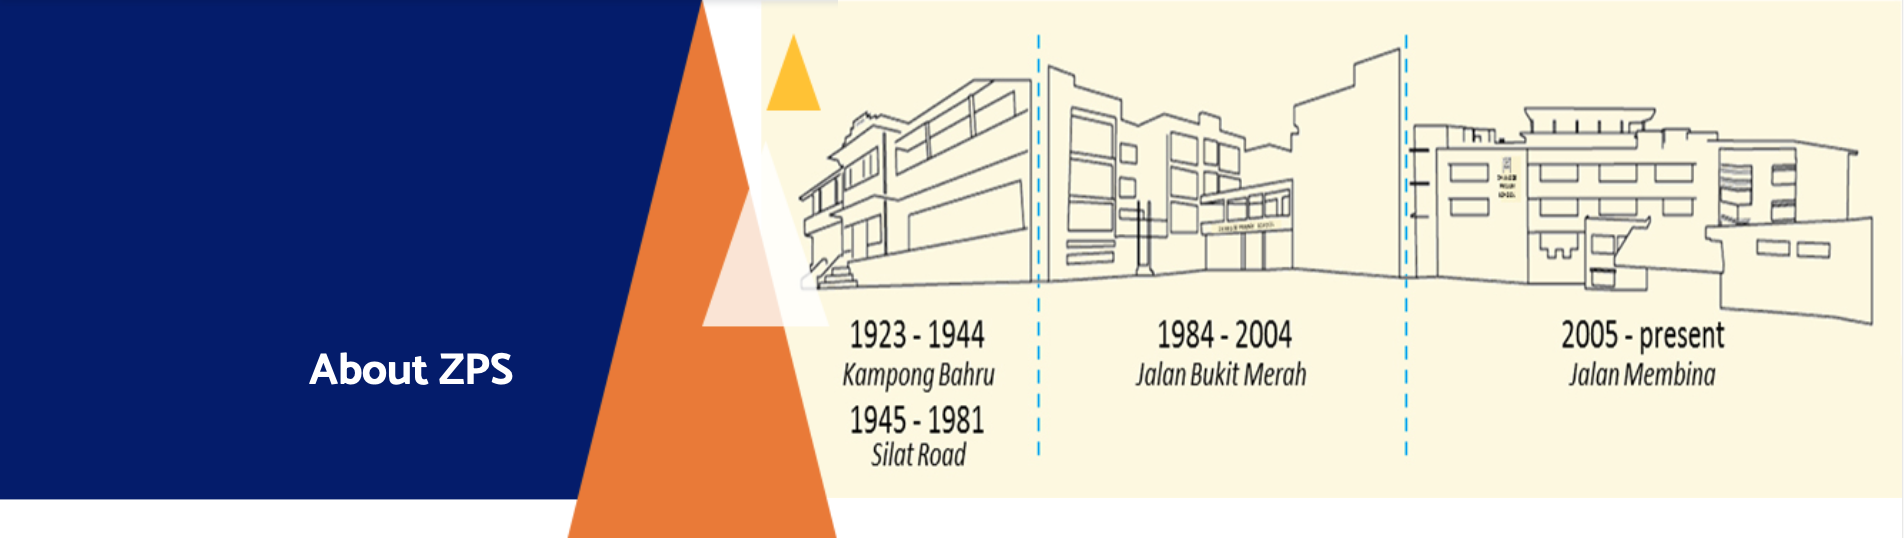 About ZPS
1923 - 1944
Kampong Bahru
1945 - 1981
Silat Road
1984 - 2004
Jalan Bukit Merah
2005 - present
Jalan Membina